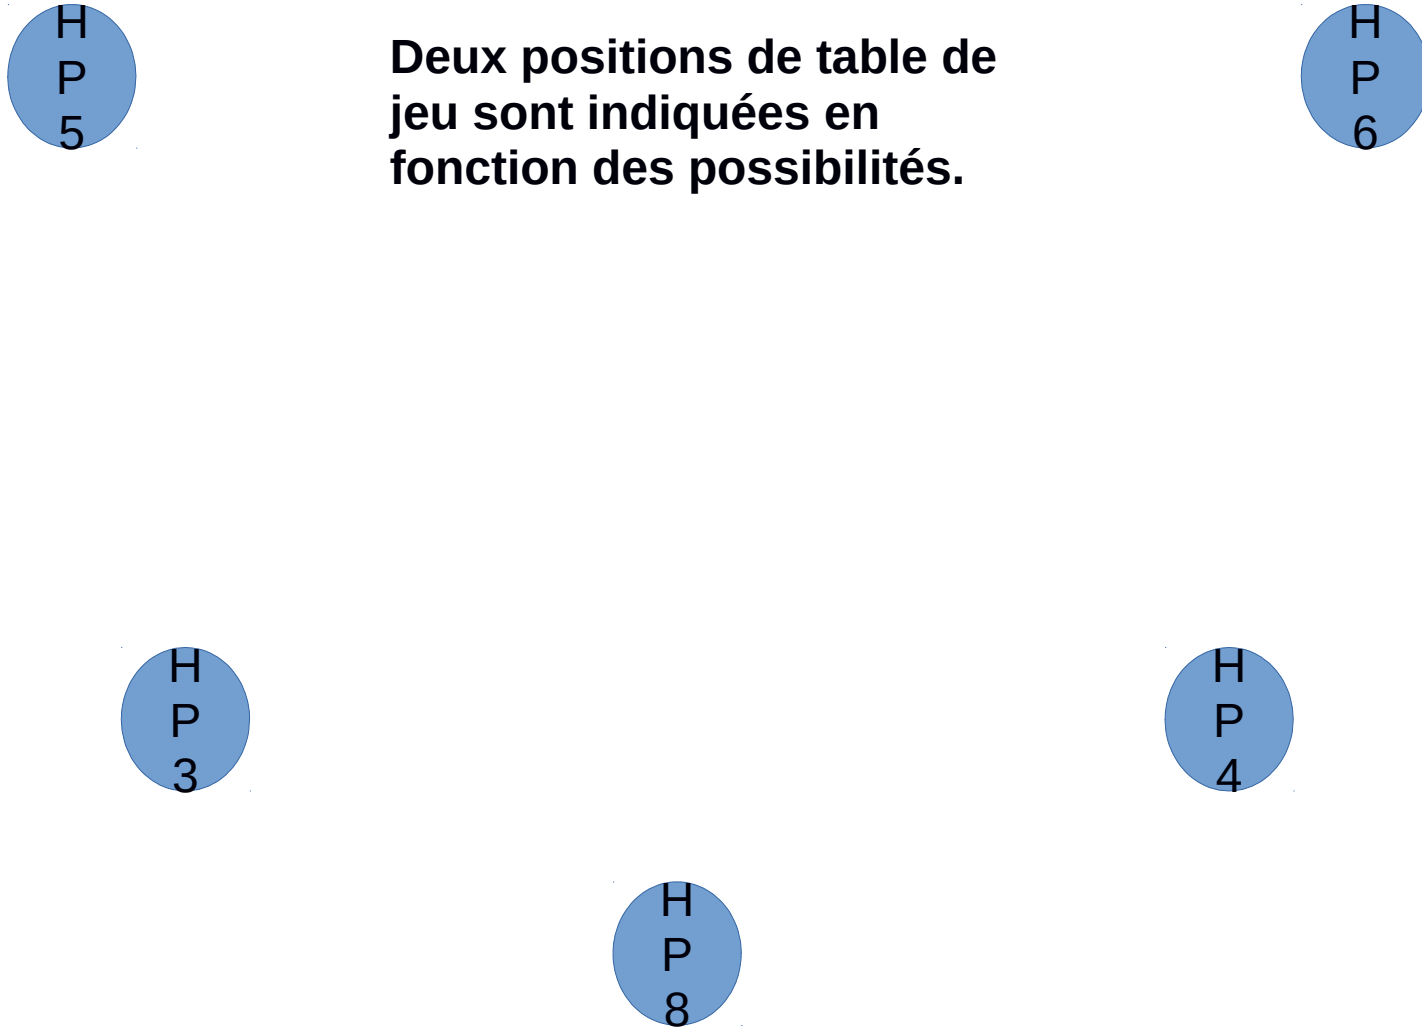 H
P
5
Deux positions de table de
jeu sont indiquées en
fonction des possibilités.
H
P
6
H
P
3
H
P
4
H
P
8